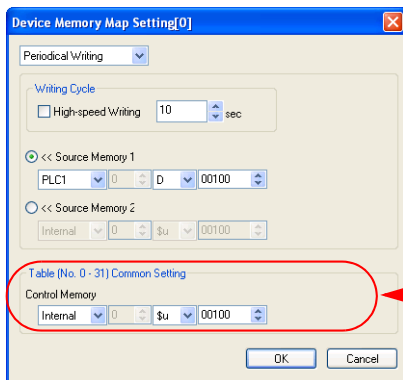 Device Memory Map Setting[0]
Periodical Writing
Writing Cycle
High-speed Writing 10 sec
<< Source Memory 1
PLC1 0 D 00100
<< Source Memory 2
Internal 0 $u 00100
Table (No. 0 - 31) Common Setting
Control Memory
Internal 0 $u 00100
OK Cancel